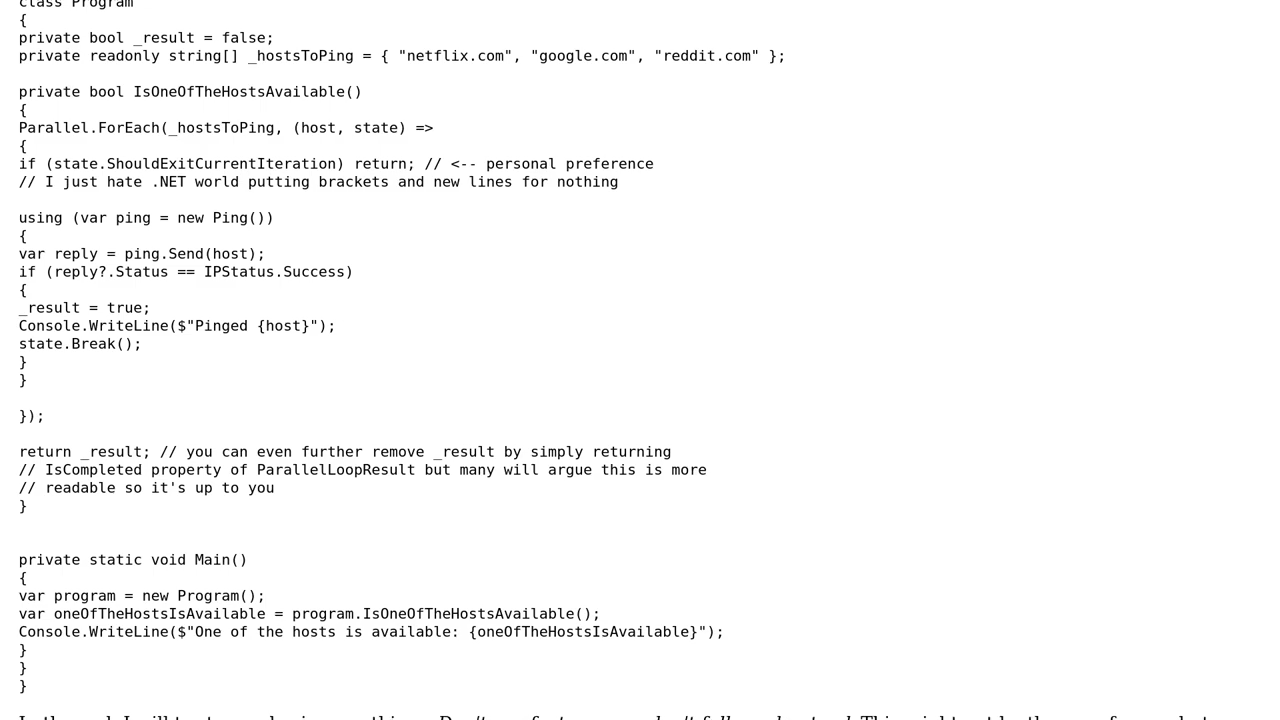 class Program
{
private bool _result = false;
private readonly string[] _hostsToPing = { "netflix.com", "google.com", "reddit.com" };
private bool IsOneOfTheHostsAvailable()
{
Parallel.ForEach(_hostsToPing, (host, state) =>
{
if (state.ShouldExitCurrentIteration) return; // <-- personal preference
// I just hate .NET world putting brackets and new lines for nothing
using (var ping = new Ping())
{
var reply = ping.Send(host);
if (reply?.Status == IPStatus.Success)
{
_result = true;
Console.WriteLine($"Pinged {host}");
state.Break();
}
}
});
return _result; // you can even further remove _result by simply returning
// IsCompleted property of ParallelLoopResult but many will argue this is more
// readable so it's up to you
}
private static void Main()
{
var program = new Program();
var oneOfTheHostsIsAvailable = program.IsOneOfTheHostsAvailable();
Console.WriteLine($"One of the hosts is available: {oneOfTheHostsIsAvailable}");
}
}
}